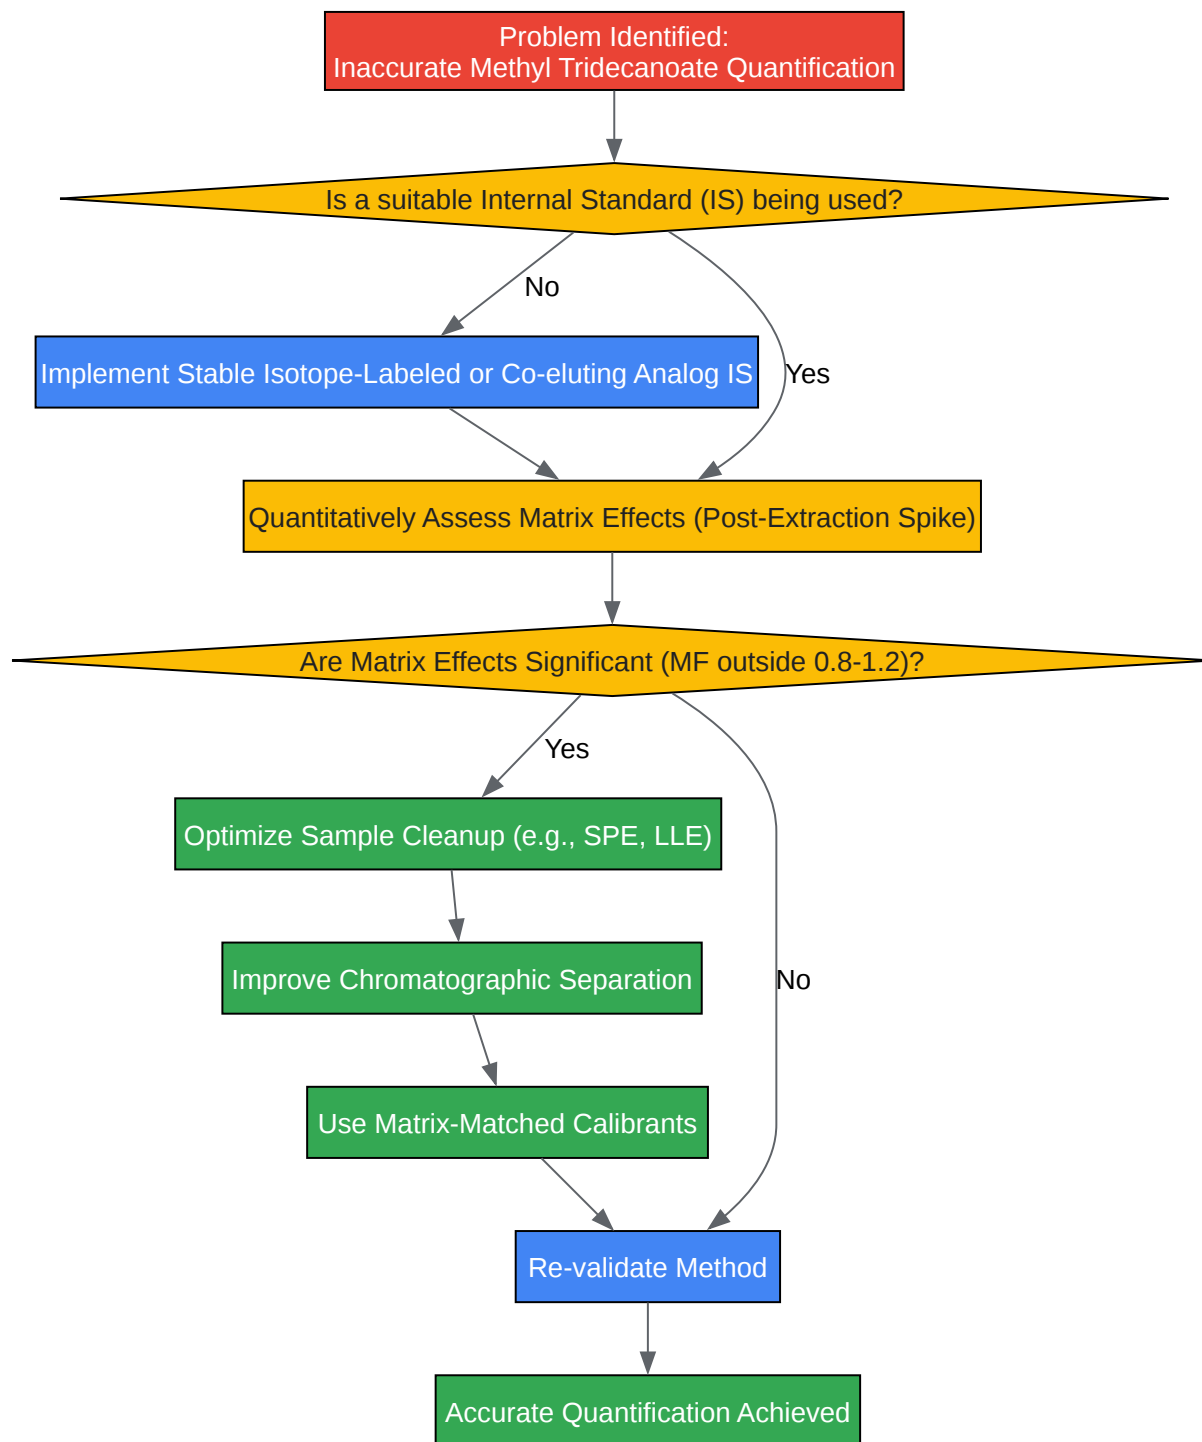 Problem Identified:
Inaccurate Methyl Tridecanoate Quantification
Is a suitable Internal Standard (IS) being used?
No
Implement Stable Isotope-Labeled or Co-eluting Analog IS
Yes
Quantitatively Assess Matrix Effects (Post-Extraction Spike)
Are Matrix Effects Significant (MF outside 0.8-1.2)?
Yes
Optimize Sample Cleanup (e.g., SPE, LLE)
Improve Chromatographic Separation
No
Use Matrix-Matched Calibrants
Re-validate Method
Accurate Quantification Achieved